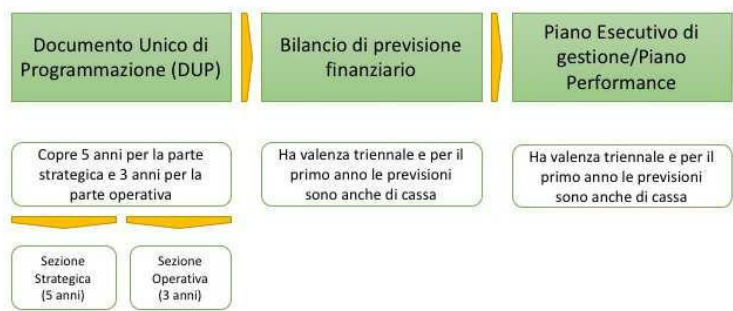 Documento Unico di
Programmazione (DUP)
Bilancio di previsione
finanziario
Piano Esecutivo di
gestione/Piano
Performance
Copre 5 anni per la parte
strategica e 3 anni per la
parte operativa
Ha valenza triennale e per il
primo anno le previsioni
sono anche di cassa
Ha valenza triennale e per il
primo anno le previsioni
sono anche di cassa
Sezione
Strategica
(5 anni)
Sezione
Operativa
(3 anni)